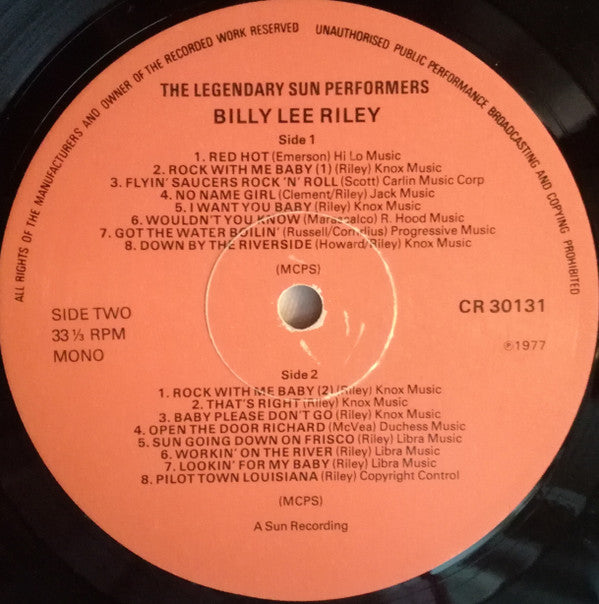 ALL RIGHTS OF THE MANUFACTURERS AND OWNER OF THE RECORDED WORK RESERVED UNAUTHORISED PUBLIC PERFORMANCE BROADCASTING AND COPYING PROHIBITED
THE LEGENDARY SUN PERFORMERS
BILLY LEE RILEY
Side 1
1. RED HOT (Emerson) Hi Lo Music
2. ROCK WITH ME BABY (1) (Riley) Knox Music
3. FLYIN' SAUCERS ROCK 'N' ROLL (Scott) Carlin Music Corp
4. NO NAME GIRL (Clement/Riley) Jack Music
5. I WANT YOU BABY (Riley) Knox Music
6. WOULDN'T YOU KNOW (Marascalco) R. Hood Music
7. GOT THE WATER BOILIN' (Russell/Cornelius) Progressive Music
8. DOWN BY THE RIVERSIDE (Howard/Riley) Knox Music
(MCPS)
SIDE TWO
33 ⅓ RPM
MONO
CR 30131
℗1977
Side 2
1. ROCK WITH ME BABY (2) (Riley) Knox Music
2. THAT'S RIGHT (Riley) Knox Music
3. BABY PLEASE DON'T GO (Riley) Knox Music
4. OPEN THE DOOR RICHARD (McVea) Duchess Music
5. SUN GOING DOWN ON FRISCO (Riley) Libra Music
6. WORKIN' ON THE RIVER (Riley) Libra Music
7. LOOKIN' FOR MY BABY (Riley) Libra Music
8. PILOT TOWN LOUISIANA (Riley) Copyright Control
(MCPS)
A Sun Recording